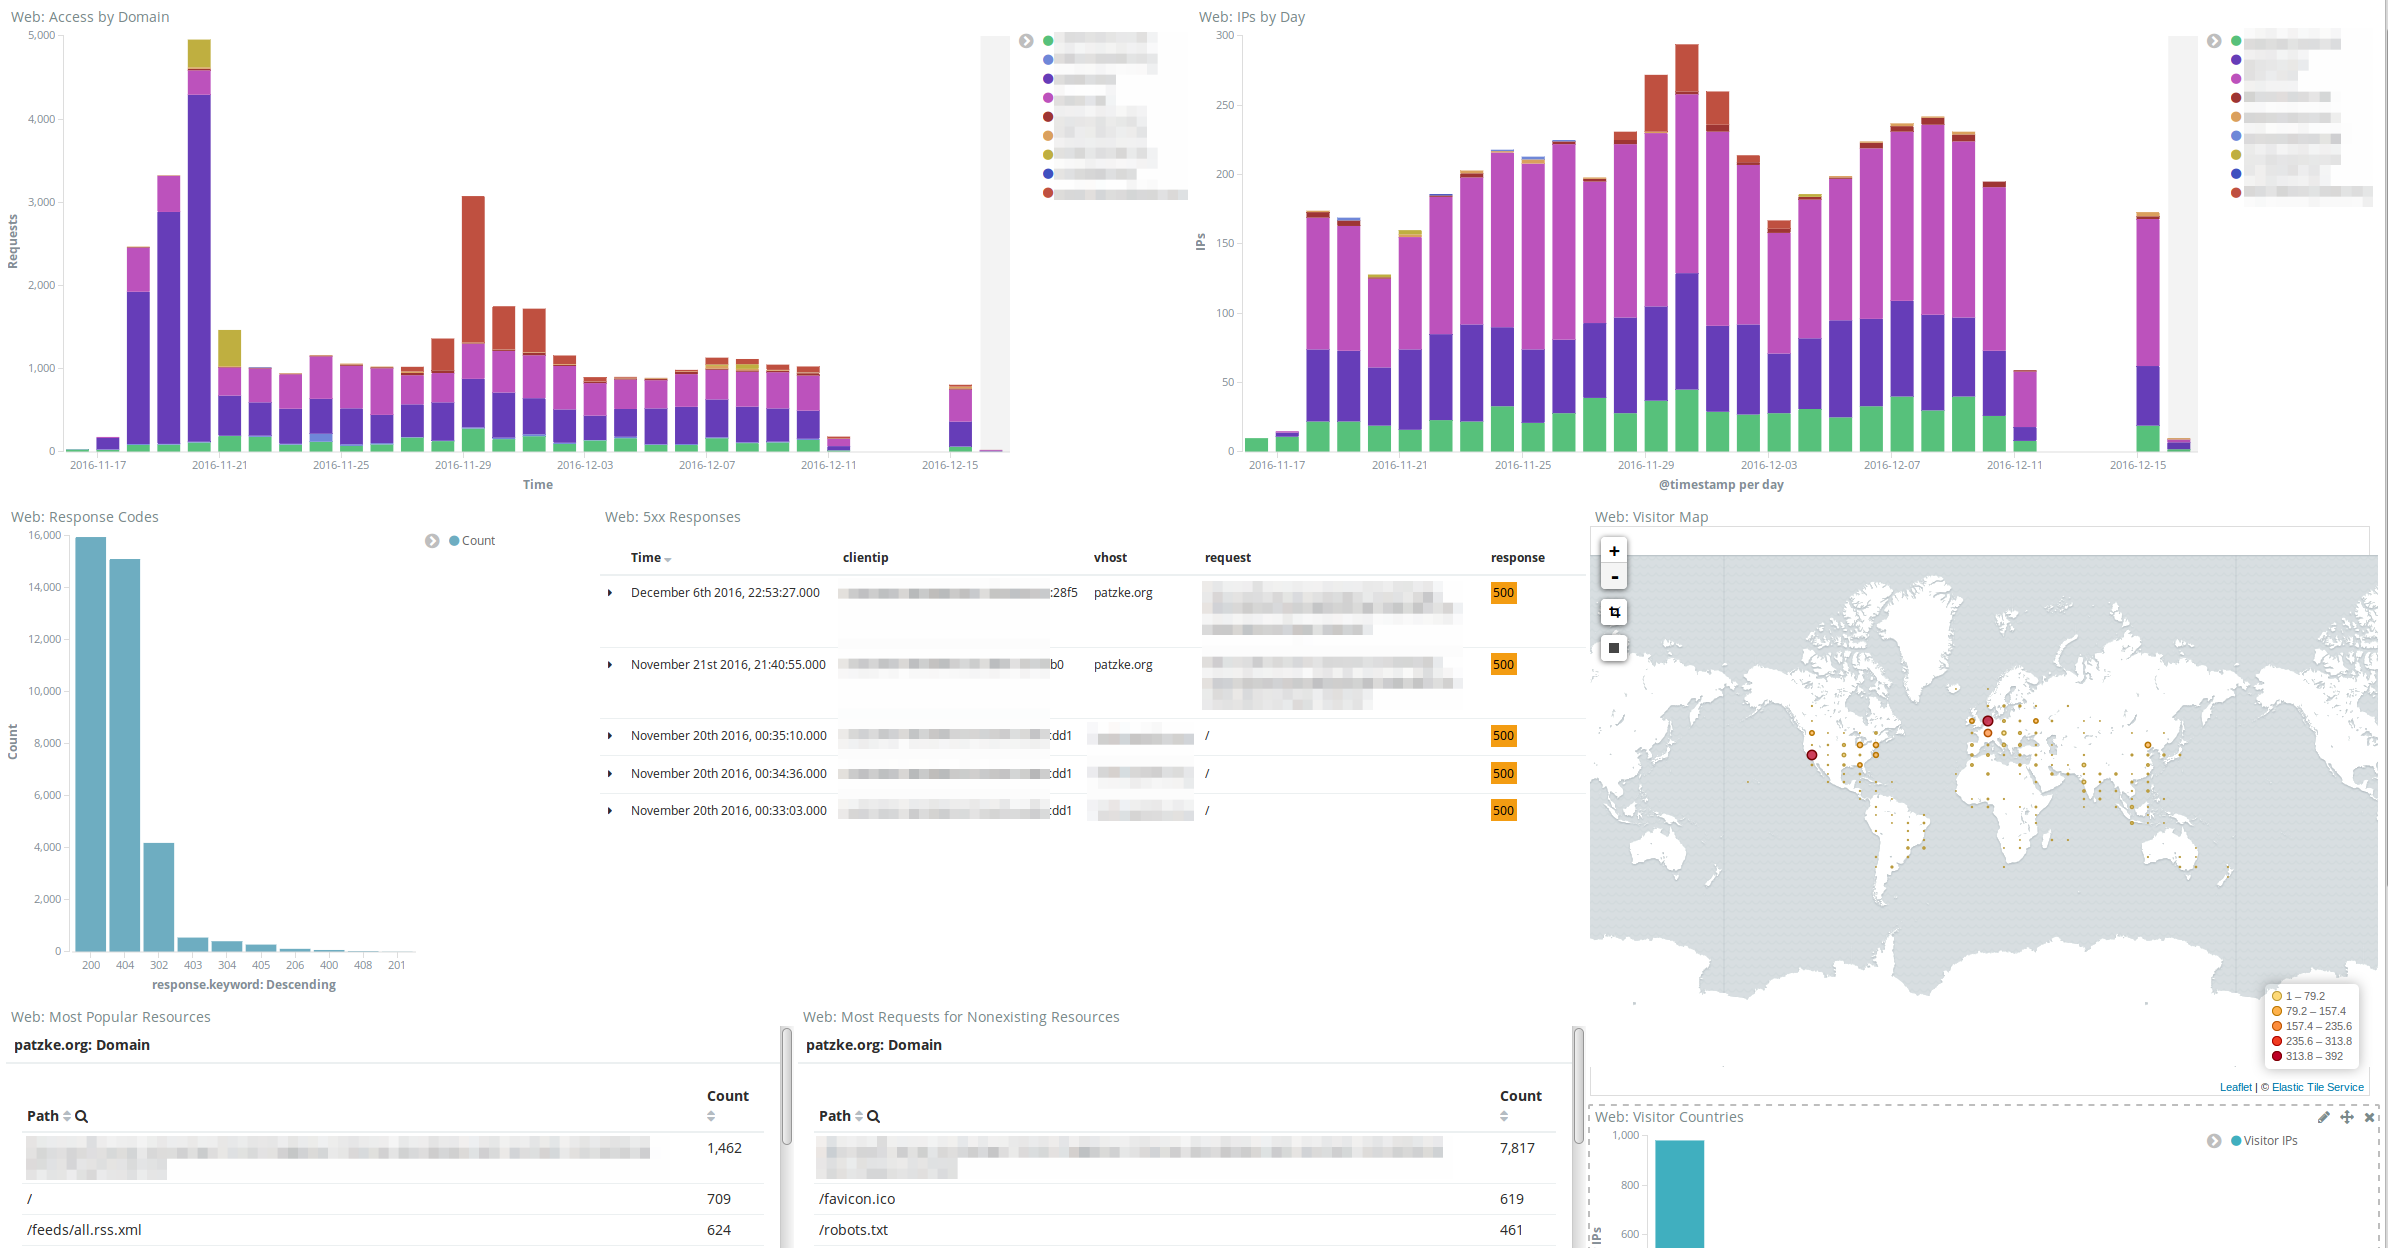 Web: Access by Domain
5,000
4,000
3,000
2,000
1,000
0
Requests
2016-11-17 2016-11-21 2016-11-25 2016-11-29 2016-12-03 2016-12-07 2016-12-11 2016-12-15
Time
Web: IPs by Day
300
250
200
150
100
50
0
IPs
2016-11-17 2016-11-21 2016-11-25 2016-11-29 2016-12-03 2016-12-07 2016-12-11 2016-12-15
@timestamp per day
Web: Response Codes
16,000
14,000
12,000
10,000
8,000
6,000
4,000
2,000
0
Count
200 404 302 403 304 405 206 400 408 201
response.keyword: Descending
Count
Web: 5xx Responses
Time clientip vhost request response
December 6th 2016, 22:53:27.000 :28f5 patzke.org 500
November 21st 2016, 21:40:55.000 b0 patzke.org 500
November 20th 2016, 00:35:10.000 :dd1 / 500
November 20th 2016, 00:34:36.000 :dd1 / 500
November 20th 2016, 00:33:03.000 :dd1 / 500
Web: Visitor Map
+
-
1 – 79.2
79.2 – 157.4
157.4 – 235.6
235.6 – 313.8
313.8 – 392
Leaflet | © Elastic Tile Service
Web: Most Popular Resources
patzke.org: Domain
Path Count
1,462
/ 709
/feeds/all.rss.xml 624
Web: Most Requests for Nonexisting Resources
patzke.org: Domain
Path Count
7,817
/favicon.ico 619
/robots.txt 461
Web: Visitor Countries
1,000
800
600
IPs
Visitor IPs